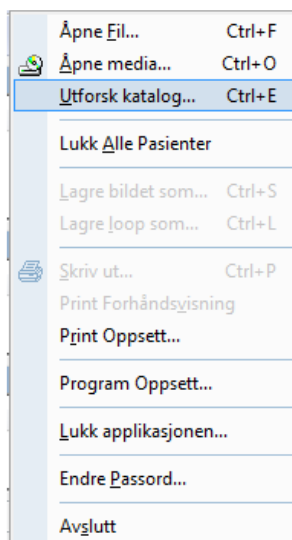 Åpne Fil... Ctrl+F
Åpne media... Ctrl+O
Utforsk katalog... Ctrl+E
Lukk Alle Pasienter
Lagre bildet som... Ctrl+S
Lagre loop som... Ctrl+L
Skriv ut... Ctrl+P
Print Forhåndsvisning
Print Oppsett...
Program Oppsett...
Lukk applikasjonen...
Endre Passord...
Avslutt